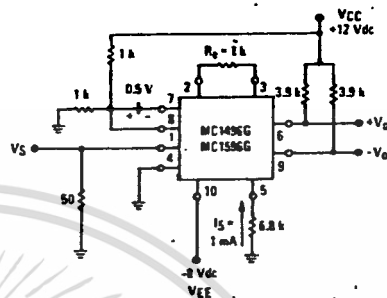 VCC
+12 Vdc
1 k
Re = 1 k
1 k
0.5 V
+ -
2
3
3.9 k
3.9 k
7
8
1
4
MC1496G
MC1596G
6
9
+Vo
-Vo
VS
50
10
5
IS =
1 mA
6.8 k
-8 Vdc
VEE